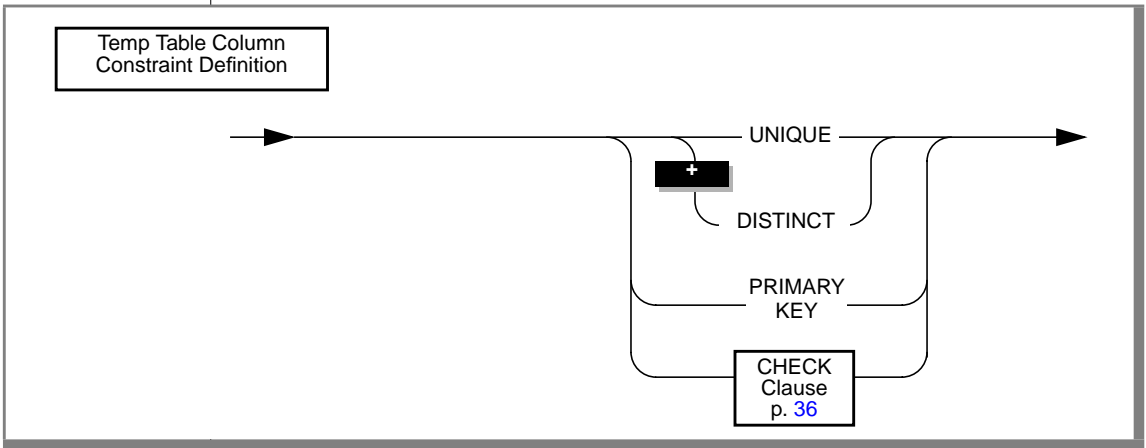 Temp Table Column
Constraint Definition
UNIQUE
+
DISTINCT
PRIMARY
KEY
CHECK
Clause
p. 36